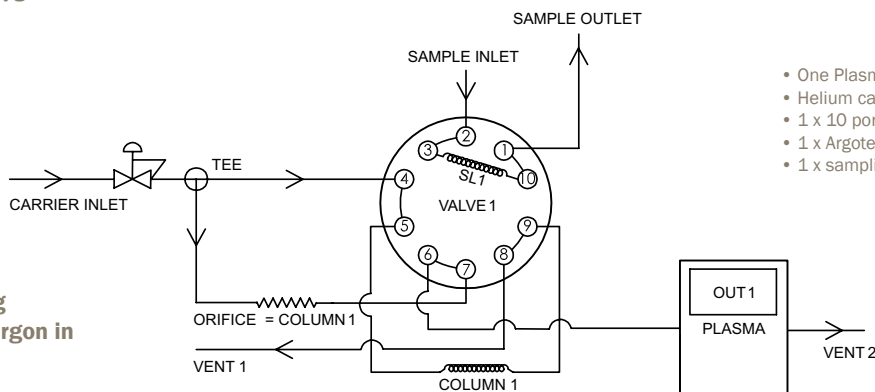 SAMPLE OUTLET
SAMPLE INLET
• One Plasm
• Helium ca
• 1 x 10 por
• 1 x Argote
• 1 x sampli
2
3
1
SL1
10
TEE
4
CARRIER INLET
VALVE 1
5
9
6
8
7
OUT 1
PLASMA
ORIFICE = COLUMN 1
rgon in
VENT 1
VENT 2
COLUMN 1